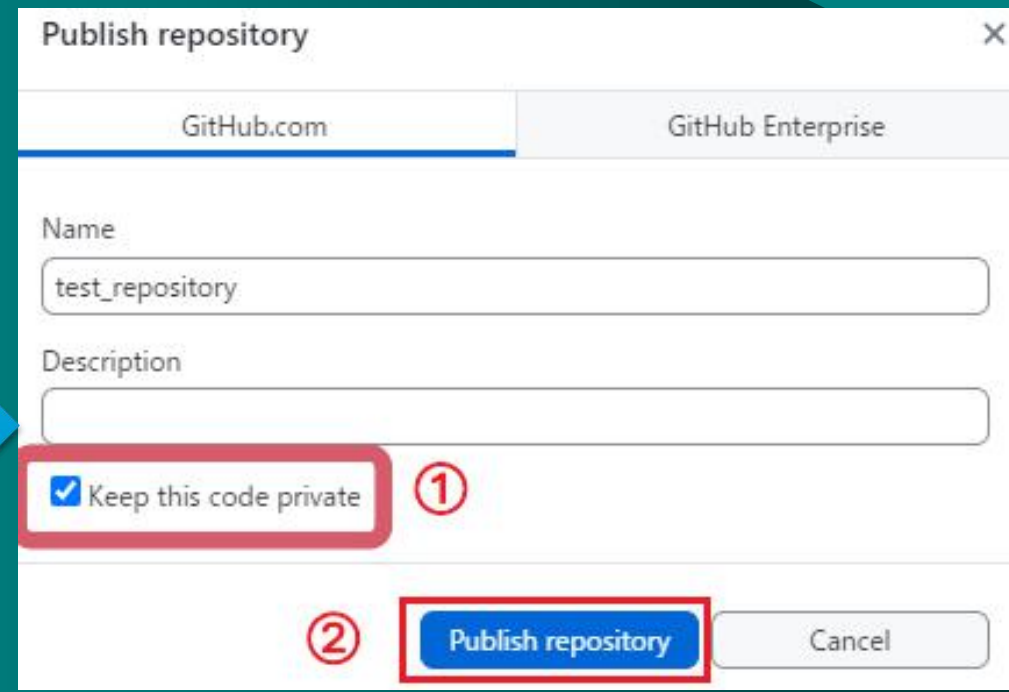 Publish repository ×
GitHub.com GitHub Enterprise
Name
test_repository
Description
Keep this code private ①
② Publish repository Cancel